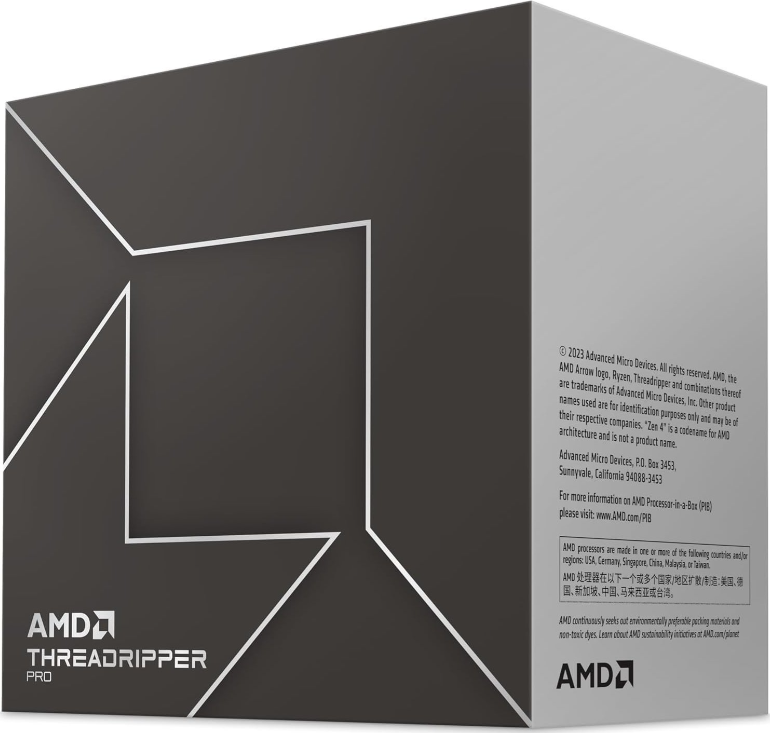 AMD
THREADRIPPER
PRO
© 2023 Advanced Micro Devices. All rights reserved. AMD, the
AMD Arrow logo, Ryzen, Threadripper and combinations thereof
are trademarks of Advanced Micro Devices, Inc. Other product
names used are for identification purposes only and may be of
their respective companies. "Zen 4" is a codename for AMD
architecture and is not a product name.
Advanced Micro Devices, P.O. Box 3453,
Sunnyvale, California 94088-3453
For more information on AMD Processor-in-a-Box (PIB)
please visit: www.AMD.com/PIB
AMD processors are made in one or more of the following countries and/or
regions: USA, Germany, Singapore, China, Malaysia, or Taiwan.
AMD 处理器在以下一个或多个国家/地区扩散/制造: 美国、德
国、新加坡、中国、马来西亚或台湾。
AMD continuously seeks out environmentally preferable packing materials and
non-toxic dyes. Learn about AMD sustainability initiatives at AMD.com/planet
AMD